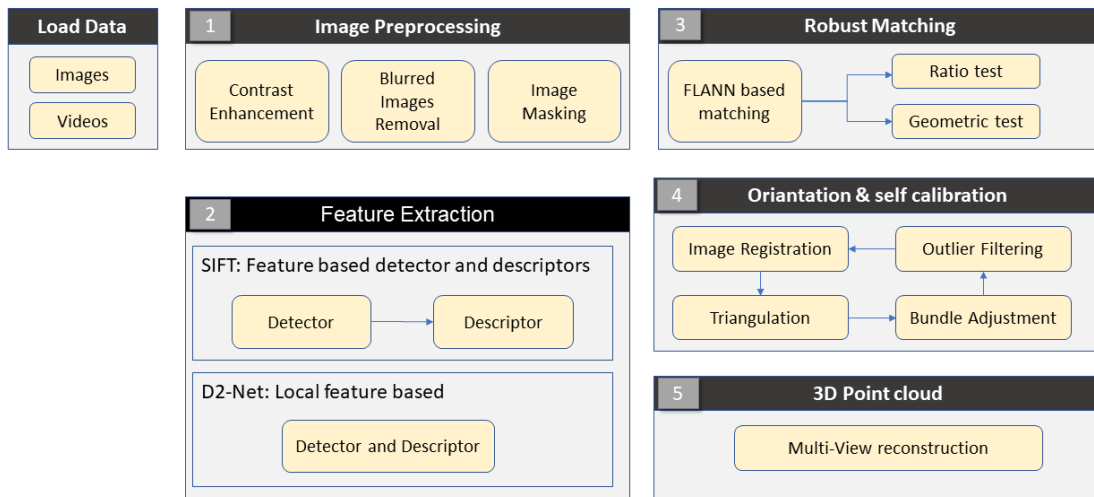 Load Data
Images
Videos
1
Image Preprocessing
Contrast
Enhancement
Blurred
Images
Removal
Image
Masking
2
Feature Extraction
SIFT: Feature based detector and descriptors
Detector
Descriptor
D2-Net: Local feature based
Detector and Descriptor
3
Robust Matching
FLANN based
matching
Ratio test
Geometric test
4
Oriantation & self calibration
Image Registration
Outlier Filtering
Triangulation
Bundle Adjustment
5
3D Point cloud
Multi-View reconstruction